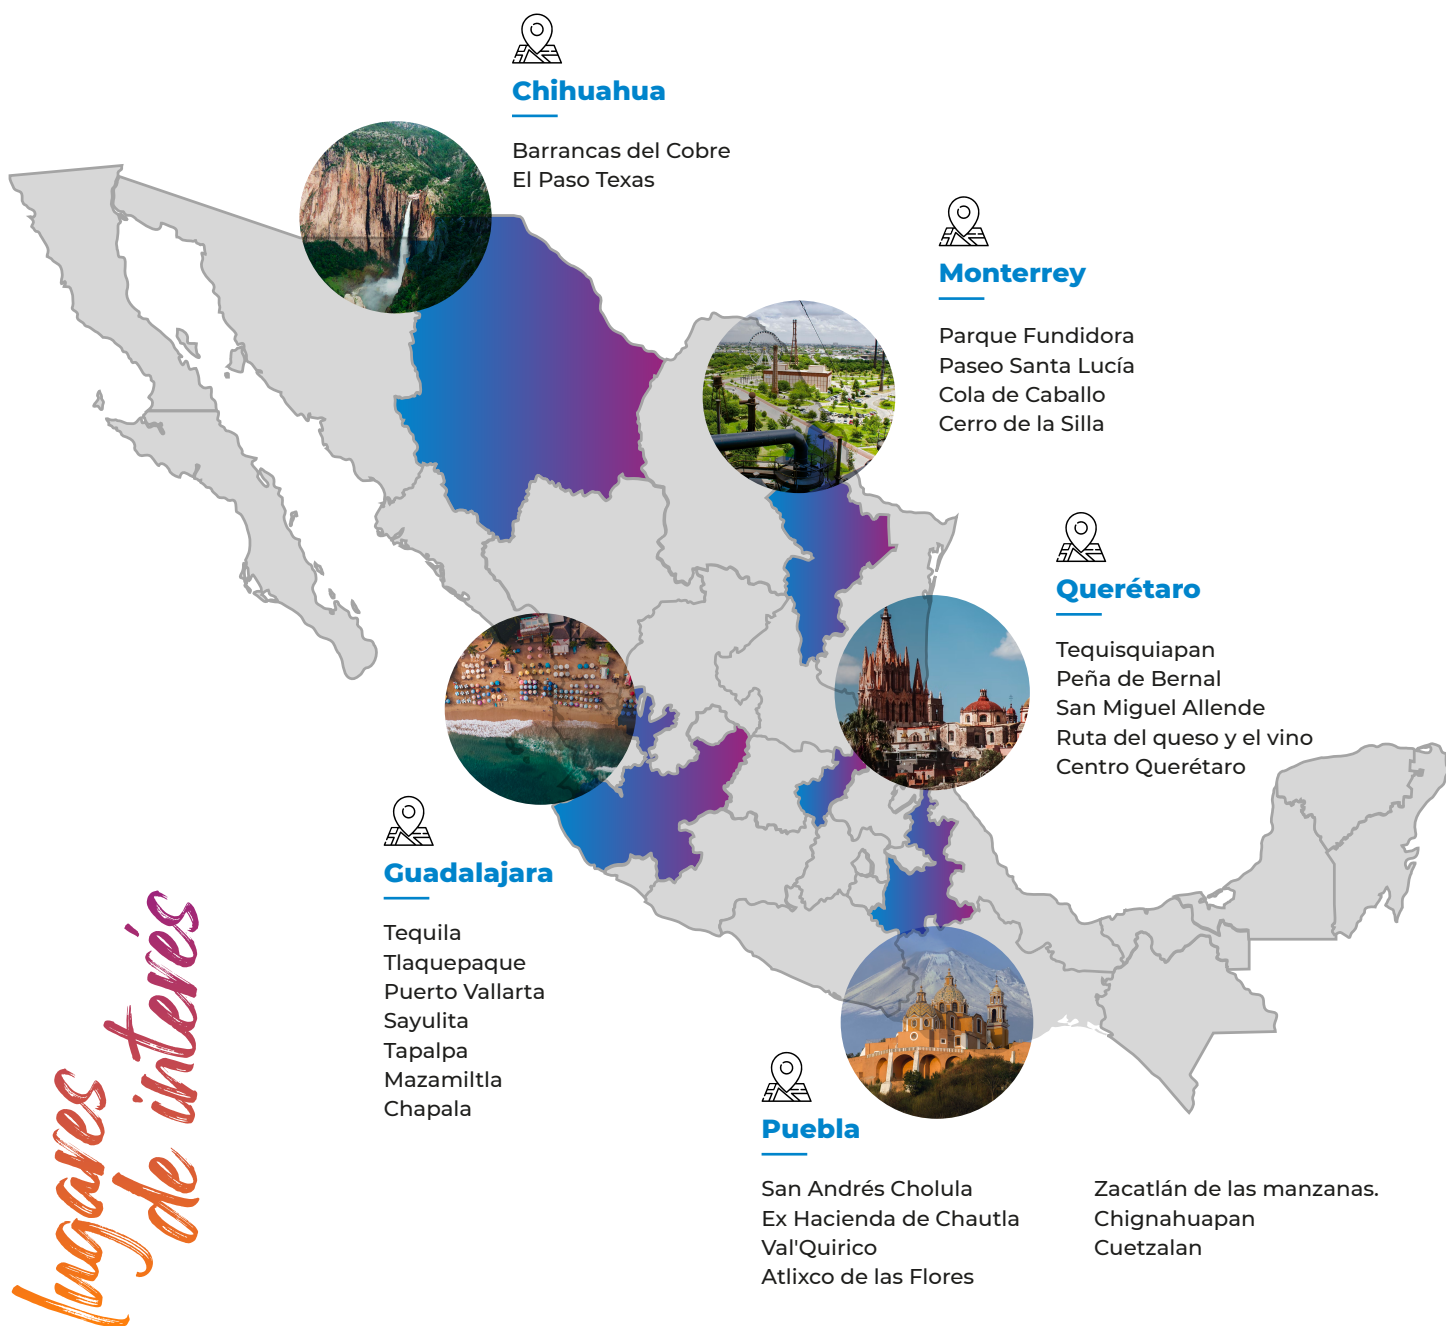 Chihuahua
Barrancas del Cobre
El Paso Texas
Monterrey
Parque Fundidora
Paseo Santa Lucía
Cola de Caballo
Cerro de la Silla
Querétaro
Tequisquiapan
Peña de Bernal
San Miguel Allende
Ruta del queso y el vino
Centro Querétaro
Guadalajara
Tequila
Tlaquepaque
Puerto Vallarta
Sayulita
Tapalpa
Mazamiltla
Chapala
Puebla
San Andrés Cholula
Ex Hacienda de Chautla
Val'Quirico
Atlixco de las Flores
Zacatlán de las manzanas.
Chignahuapan
Cuetzalan
lugares
de interés